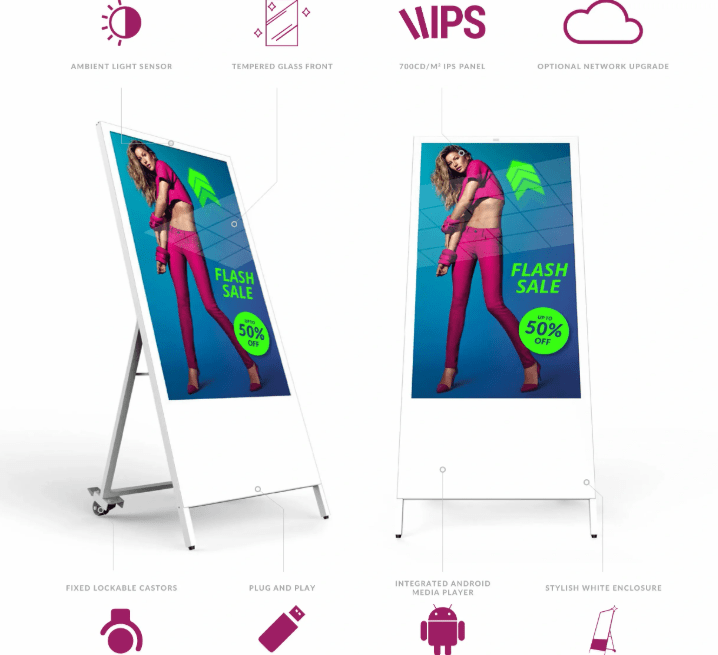 IPS
AMBIENT LIGHT SENSOR
TEMPERED GLASS FRONT
700CD/M² IPS PANEL
OPTIONAL NETWORK UPGRADE
FLASH
SALE
UP TO
50%
OFF
FLASH
SALE
UP TO
50%
OFF
FIXED LOCKABLE CASTORS
PLUG AND PLAY
INTEGRATED ANDROID
MEDIA PLAYER
STYLISH WHITE ENCLOSURE